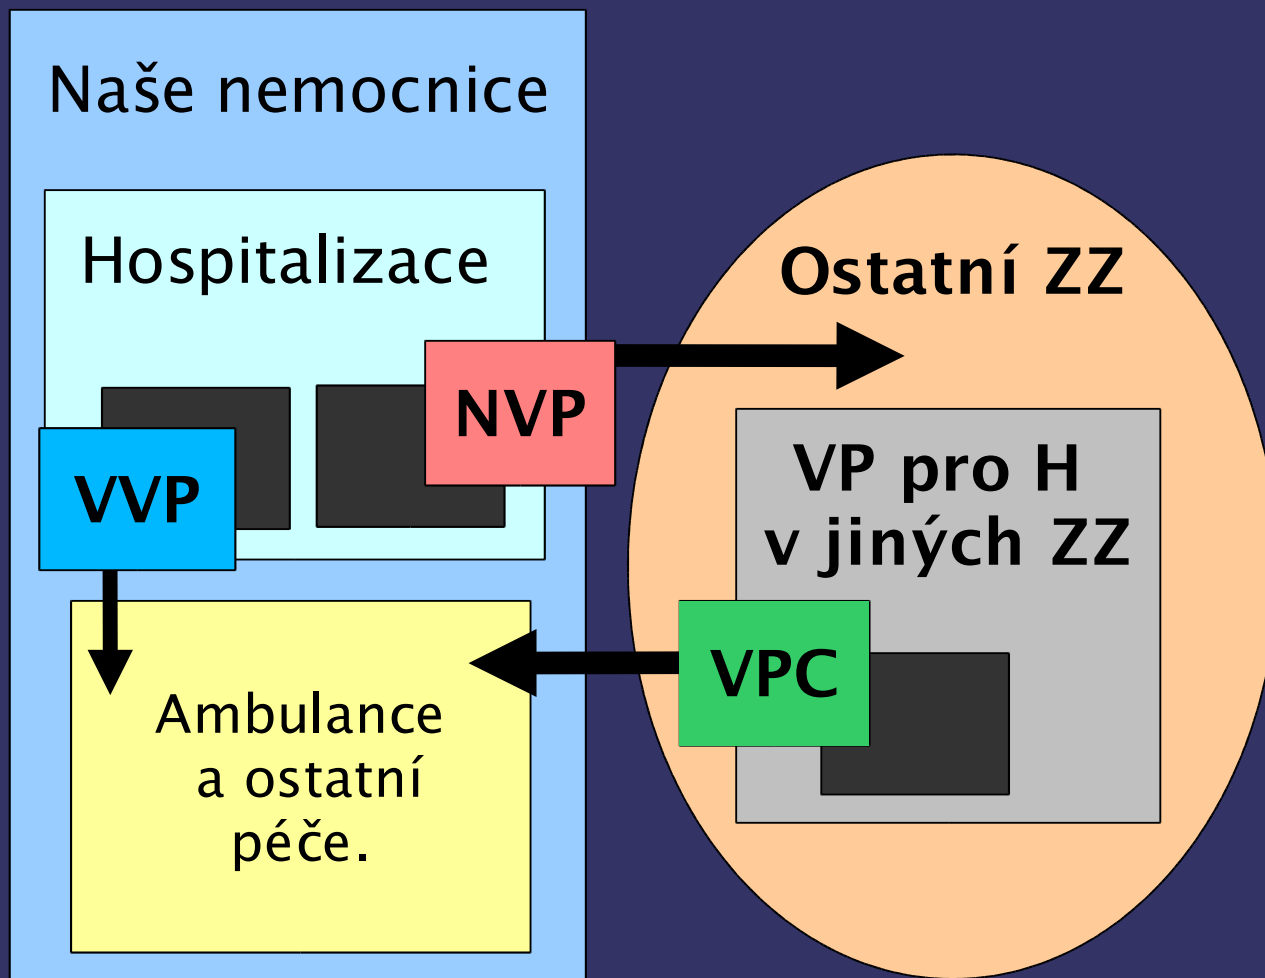 Naše nemocnice
Hospitalizace
NVP
VVP
Ambulance
a ostatní
péče.
Ostatní ZZ
VP pro H
v jiných ZZ
VPC